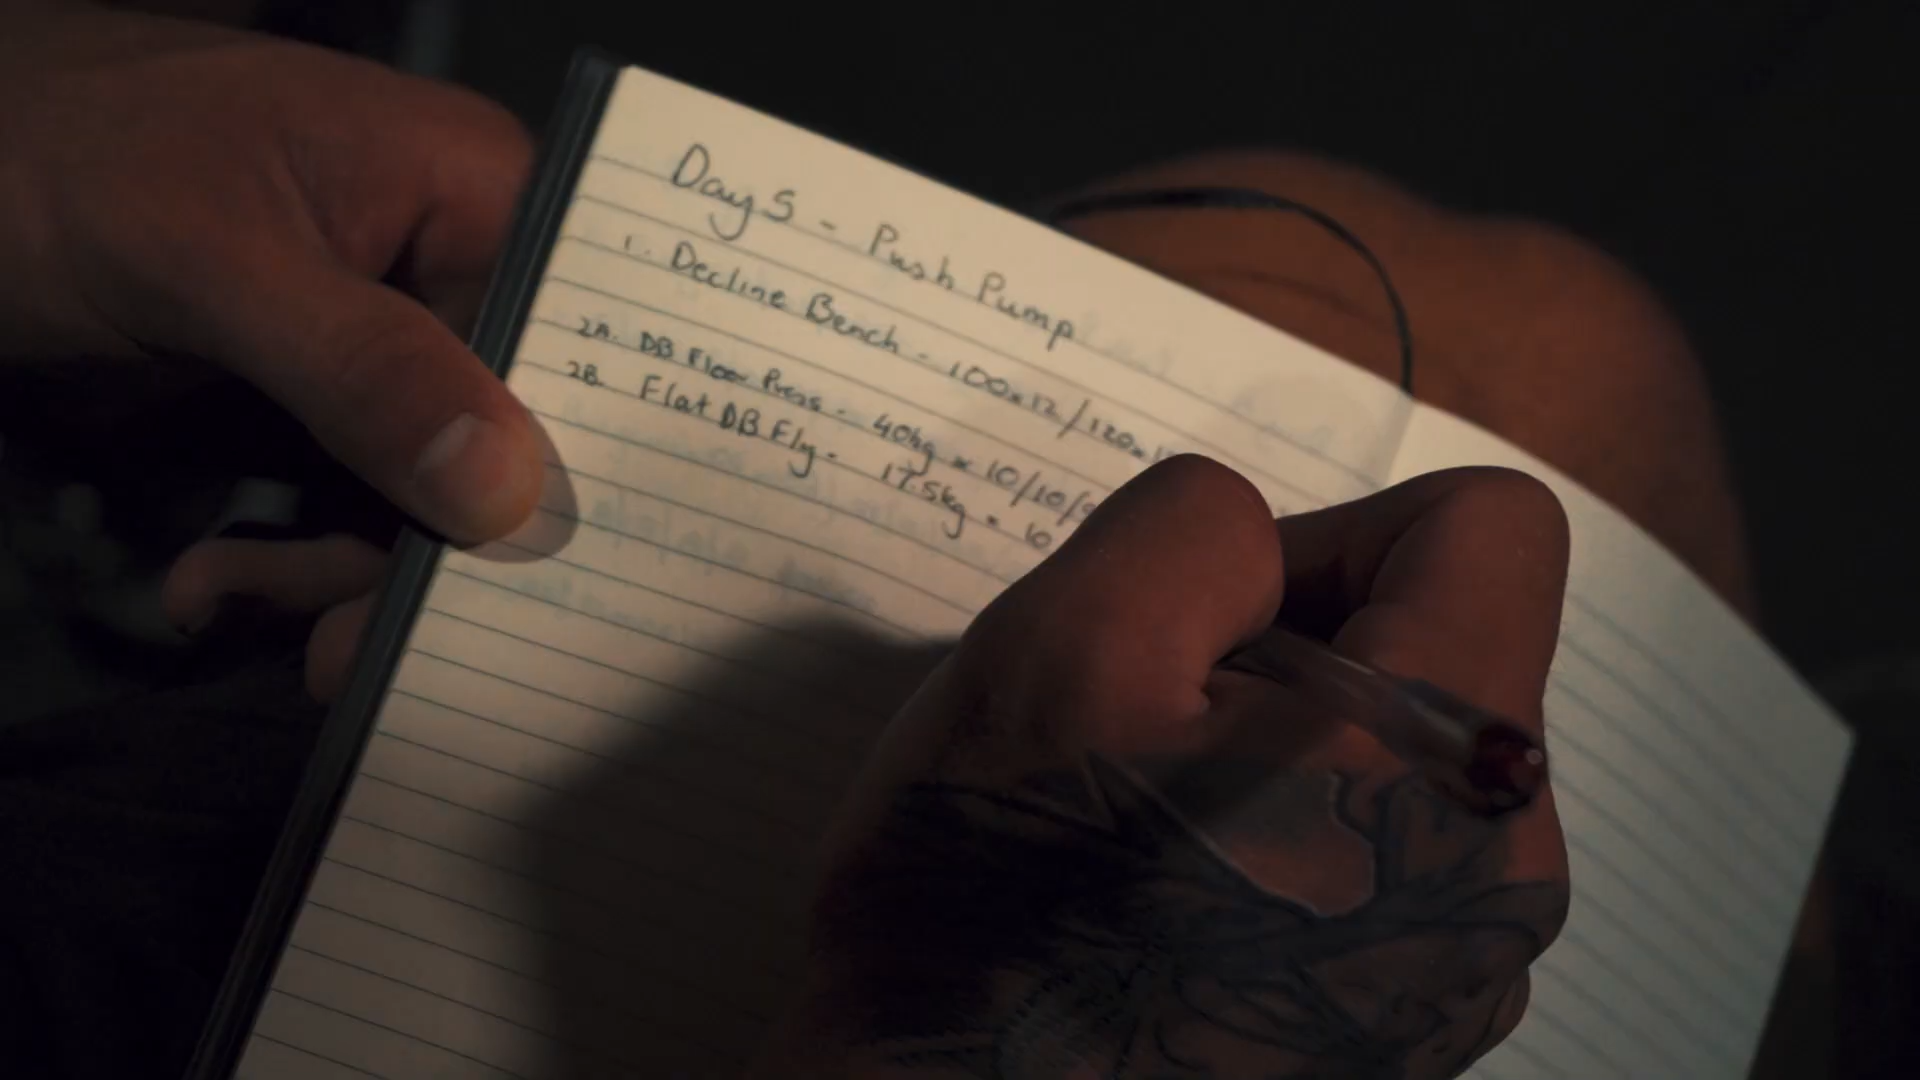 Day 5 - Push Pump
1. Decline Bench - 100x12/120x
2A. DB Floor Press - 40kg x 10/10/
2B. Flat DB Fly - 17.5kg x 10